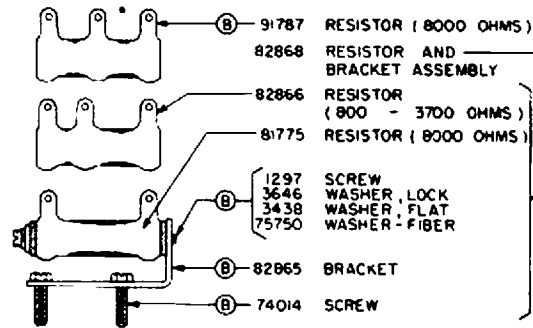 B 91787 RESISTOR (8000 OHMS)
82868 RESISTOR AND
BRACKET ASSEMBLY
82866 RESISTOR
(800 - 3700 OHMS)
81775 RESISTOR (8000 OHMS)
1297 SCREW
B 3646 WASHER, LOCK
3438 WASHER, FLAT
75750 WASHER-FIBER
B 82865 BRACKET
B 74014 SCREW